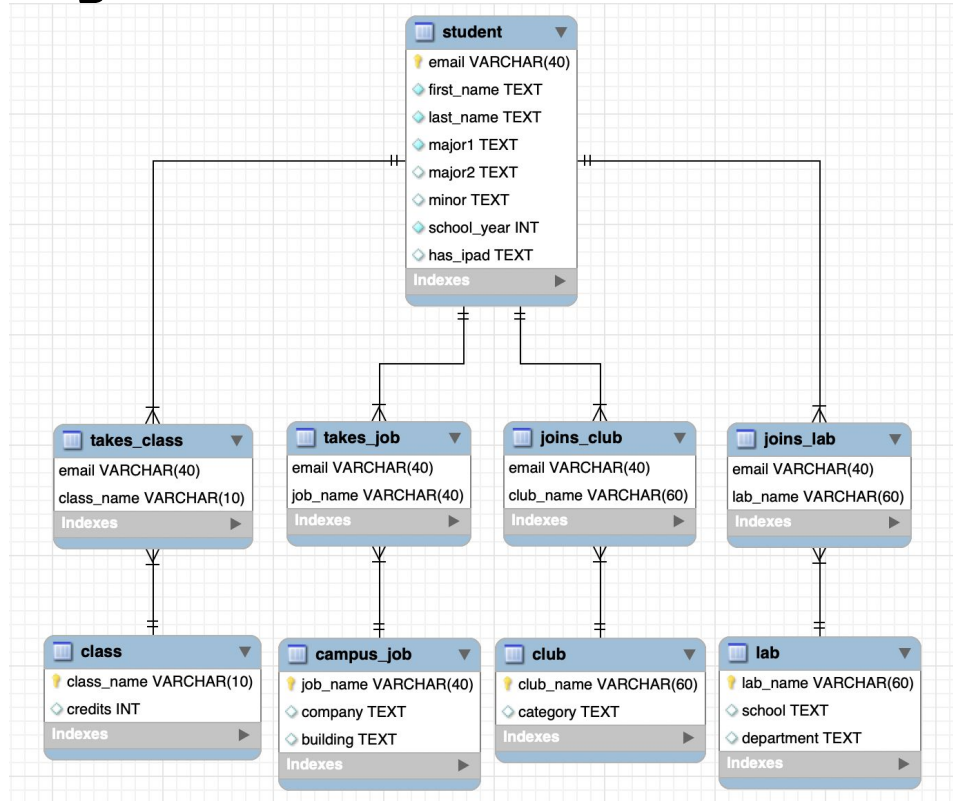 student
email VARCHAR(40)
first_name TEXT
last_name TEXT
major1 TEXT
major2 TEXT
minor TEXT
school_year INT
has_ipad TEXT
Indexes
takes_class
email VARCHAR(40)
class_name VARCHAR(10)
Indexes
takes_job
email VARCHAR(40)
job_name VARCHAR(40)
Indexes
joins_club
email VARCHAR(40)
club_name VARCHAR(60)
Indexes
joins_lab
email VARCHAR(40)
lab_name VARCHAR(60)
Indexes
class
class_name VARCHAR(10)
credits INT
Indexes
campus_job
job_name VARCHAR(40)
company TEXT
building TEXT
Indexes
club
club_name VARCHAR(60)
category TEXT
Indexes
lab
lab_name VARCHAR(60)
school TEXT
department TEXT
Indexes